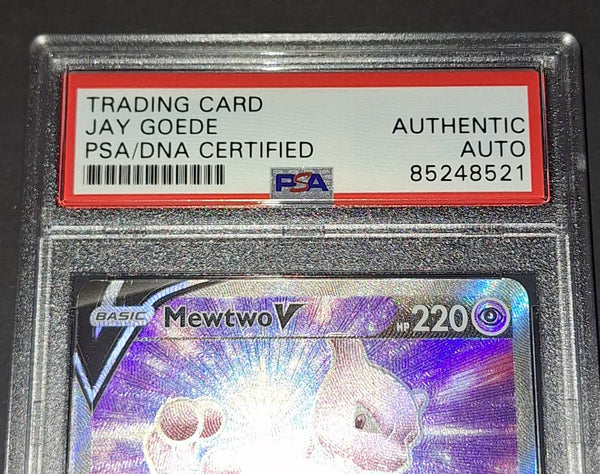 TRADING CARD
JAY GOEDE
PSA/DNA CERTIFIED
AUTHENTIC
AUTO
85248521
PSA
BASIC
Mewtwo V
HP 220